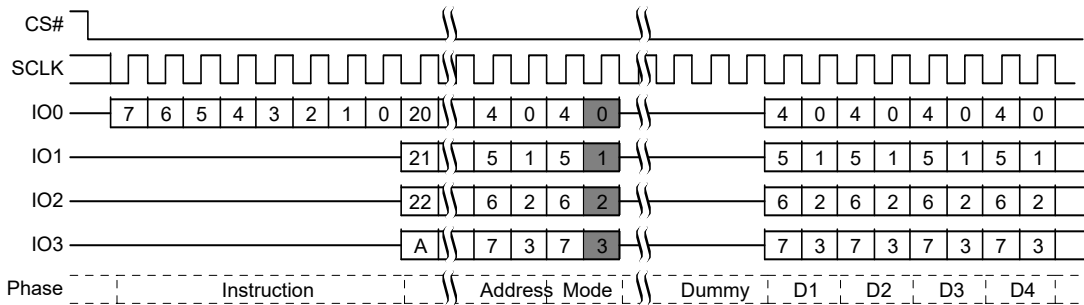 CS#
SCLK
IO0 7 6 5 4 3 2 1 0 20 4 0 4 0 4 0 4 0 4 0 4 0
IO1 21 5 1 5 1 5 1 5 1 5 1 5 1
IO2 22 6 2 6 2 6 2 6 2 6 2 6 2
IO3 A 7 3 7 3 7 3 7 3 7 3 7 3
Phase Instruction Address Mode Dummy D1 D2 D3 D4